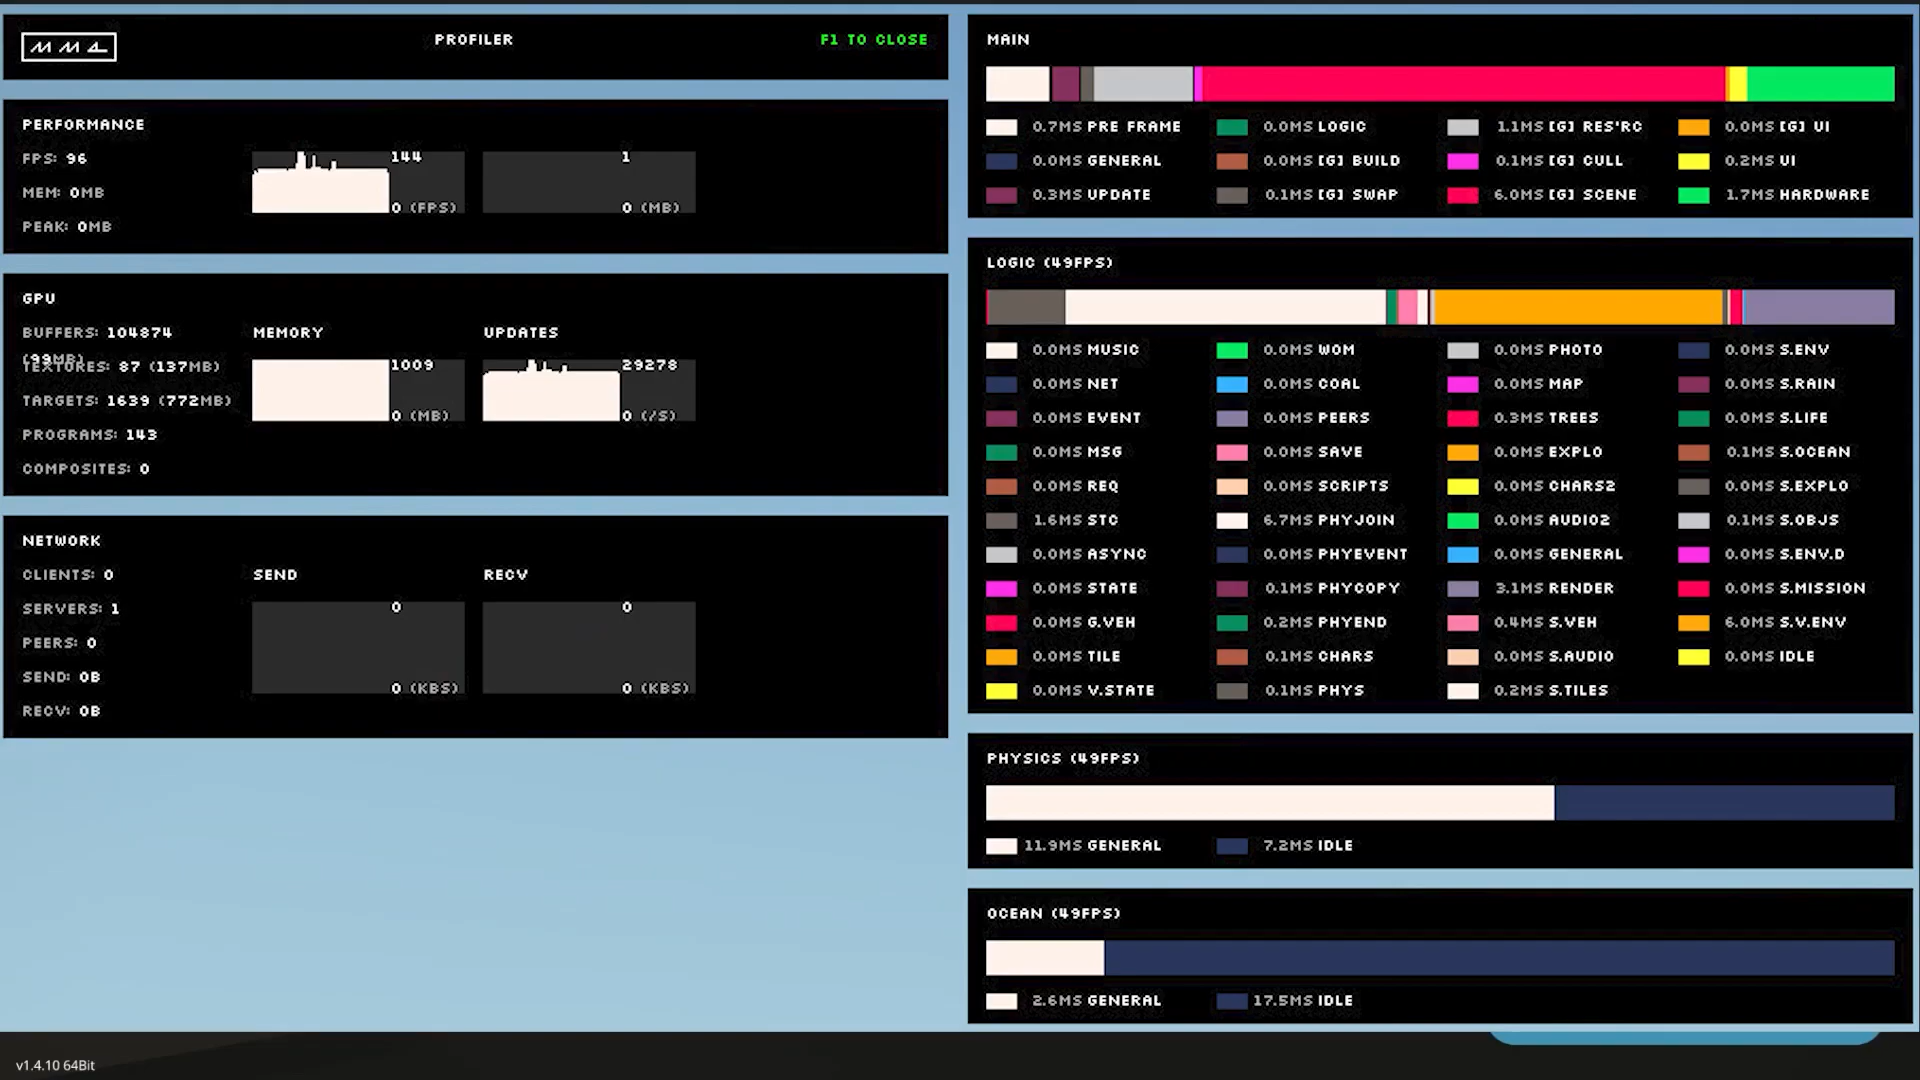 PROFILER
F1 TO CLOSE
PERFORMANCE
FPS: 96
MEM: 0MB
PEAK: 0MB
144
0 (FPS)
1
0 (MB)
GPU
BUFFERS: 104874
(99MB)
TEXTURES: 87 (137MB)
TARGETS: 1639 (772MB)
PROGRAMS: 143
COMPOSITES: 0
MEMORY
1009
0 (MB)
UPDATES
29278
0 (/S)
NETWORK
CLIENTS: 0
SERVERS: 1
PEERS: 0
SEND: 0B
RECV: 0B
SEND
0
0 (KBS)
RECV
0
0 (KBS)
MAIN
0.7MS PRE FRAME
0.0MS LOGIC
1.1MS [G] RES'RC
0.0MS [G] UI
0.0MS GENERAL
0.0MS [G] BUILD
0.1MS [G] CULL
0.2MS UI
0.3MS UPDATE
0.1MS [G] SWAP
6.0MS [G] SCENE
1.7MS HARDWARE
LOGIC (49FPS)
0.0MS MUSIC
0.0MS WOM
0.0MS PHOTO
0.0MS S.ENV
0.0MS NET
0.0MS COAL
0.0MS MAP
0.0MS S.RAIN
0.0MS EVENT
0.0MS PEERS
0.3MS TREES
0.0MS S.LIFE
0.0MS MSG
0.0MS SAVE
0.0MS EXPLO
0.1MS S.OCEAN
0.0MS REQ
0.0MS SCRIPTS
0.0MS CHARS2
0.0MS S.EXPLO
1.6MS STC
6.7MS PHYJOIN
0.0MS AUDIO2
0.1MS S.OBJS
0.0MS ASYNC
0.0MS PHYEVENT
0.0MS GENERAL
0.0MS S.ENV.D
0.0MS STATE
0.1MS PHYCOPY
3.1MS RENDER
0.0MS S.MISSION
0.0MS G.VEH
0.2MS PHYEND
0.4MS S.VEH
6.0MS S.V.ENV
0.0MS TILE
0.1MS CHARS
0.0MS S.AUDIO
0.0MS IDLE
0.0MS V.STATE
0.1MS PHYS
0.2MS S.TILES
PHYSICS (49FPS)
11.9MS GENERAL
7.2MS IDLE
OCEAN (49FPS)
2.6MS GENERAL
17.5MS IDLE
v1.4.10 64Bit